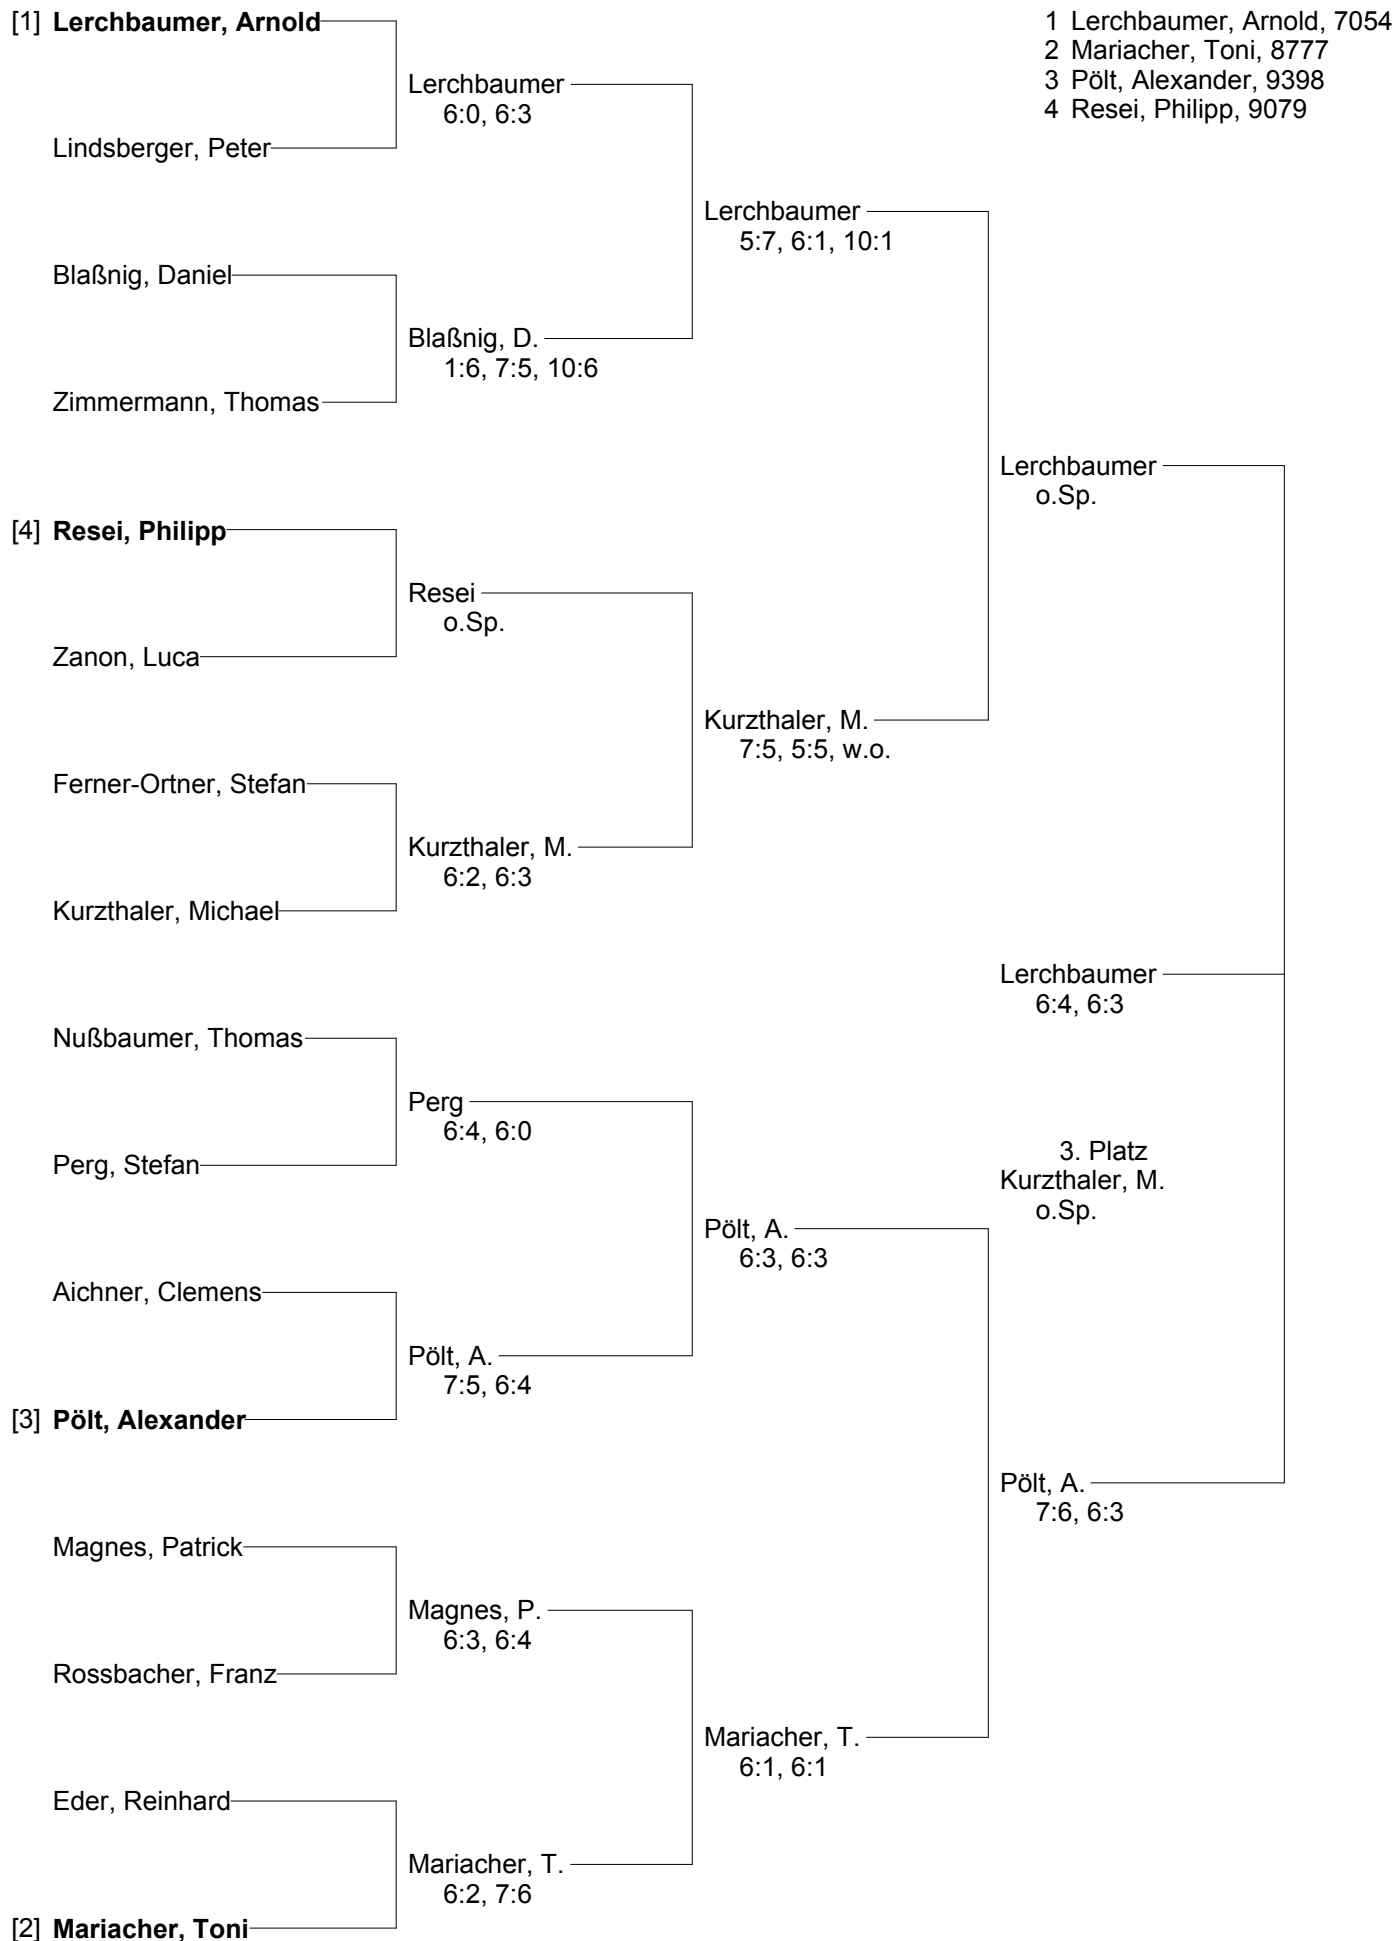 [1] Lerchbaumer, Arnold
1 Lerchbaumer, Arnold, 7054
2 Mariacher, Toni, 8777
3 Pölt, Alexander, 9398
4 Resei, Philipp, 9079
Lerchbaumer
6:0, 6:3
Lindsberger, Peter
Lerchbaumer
5:7, 6:1, 10:1
Blaßnig, Daniel
Blaßnig, D.
1:6, 7:5, 10:6
Zimmermann, Thomas
Lerchbaumer
o.Sp.
[4] Resei, Philipp
Resei
o.Sp.
Zanon, Luca
Kurzthaler, M.
7:5, 5:5, w.o.
Ferner-Ortner, Stefan
Kurzthaler, M.
6:2, 6:3
Kurzthaler, Michael
Lerchbaumer
6:4, 6:3
Nußbaumer, Thomas
Perg
6:4, 6:0
Perg, Stefan
3. Platz
Kurzthaler, M.
o.Sp.
Pölt, A.
6:3, 6:3
Aichner, Clemens
Pölt, A.
7:5, 6:4
[3] Pölt, Alexander
Pölt, A.
7:6, 6:3
Magnes, Patrick
Magnes, P.
6:3, 6:4
Rossbacher, Franz
Mariacher, T.
6:1, 6:1
Eder, Reinhard
Mariacher, T.
6:2, 7:6
[2] Mariacher, Toni